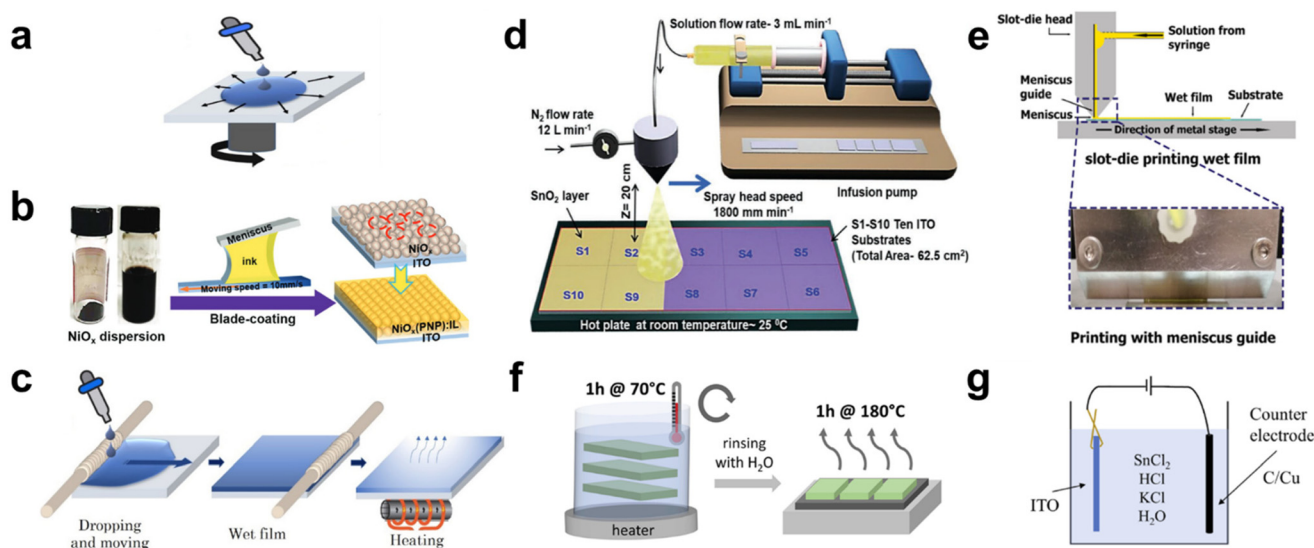 a
b
Meniscus
ink
Moving speed = 10mm/s
Blade-coating
NiOₓ dispersion
NiOₓ
ITO
NiOₓ(PNP):IL
ITO
c
Dropping
and moving
Wet film
Heating
d
Solution flow rate- 3 mL min⁻¹
N₂ flow rate
12 L min⁻¹
Z= 20 cm
Spray head speed
1800 mm min⁻¹
Infusion pump
SnO₂ layer
S1-S10 Ten ITO
Substrates
(Total Area- 62.5 cm²)
S1 S2 S3 S4 S5
S10 S9 S8 S7 S6
Hot plate at room temperature~ 25 ⁰C
e
Slot-die head
Solution from
syringe
Meniscus
guide
Meniscus
Wet film
Substrate
Direction of metal stage
slot-die printing wet film
Printing with meniscus guide
f
1h @ 70°C
rinsing
with H₂O
heater
1h @ 180°C
g
Counter
electrode
C/Cu
SnCl₂
HCl
KCl
H₂O
ITO